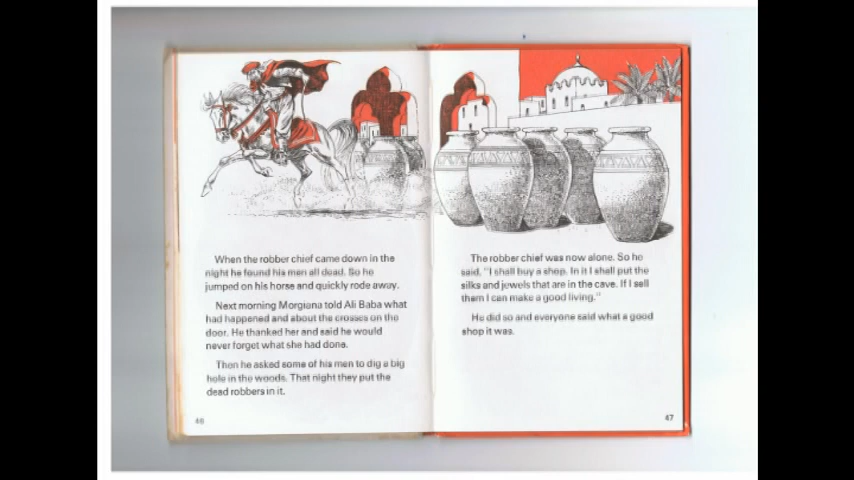 When the robber chief came down in the
night he found his men all dead. So he
jumped on his horse and quickly rode away.
Next morning Morgiana told Ali Baba what
had happened and about the crosses on the
door. He thanked her and said he would
never forget what she had done.
Then he asked some of his men to dig a big
hole in the woods. That night they put the
dead robbers in it.
46
The robber chief was now alone. So he
said, "I shall buy a shop. In it I shall put the
silks and jewels that are in the cave. If I sell
them I can make a good living."
He did so and everyone said what a good
shop it was.
47